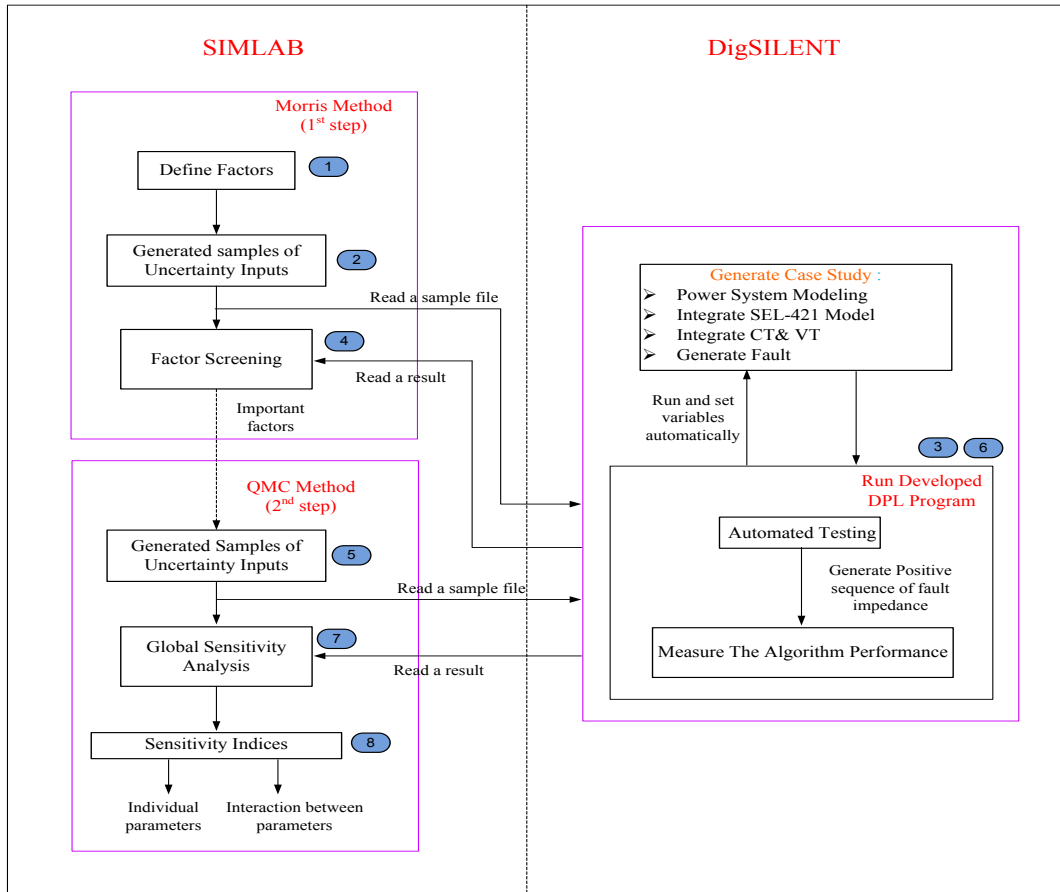 SIMLAB
Morris Method
(1st step)
1
Define Factors
Generated samples of
Uncertainty Inputs
2
Read a sample file
4
Factor Screening
Read a result
Important
factors
QMC Method
(2nd step)
Generated Samples of
Uncertainty Inputs
5
Read a sample file
Global Sensitivity
Analysis
7
Read a result
Sensitivity Indices
8
Individual
parameters
Interaction between
parameters
DigSILENT
Generate Case Study :
➢ Power System Modeling
➢ Integrate SEL-421 Model
➢ Integrate CT& VT
➢ Generate Fault
Run and set
variables
automatically
3
6
Run Developed
DPL Program
Automated Testing
Generate Positive
sequence of fault
impedance
Measure The Algorithm Performance